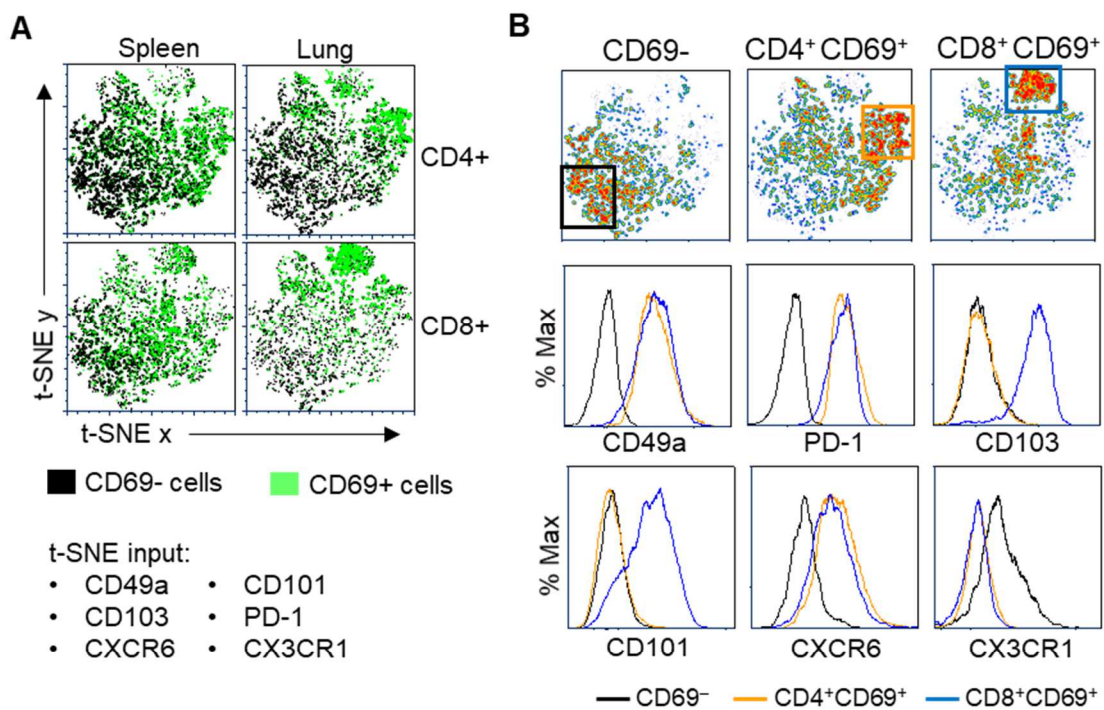 A
Spleen
Lung
CD4+
CD8+
t-SNE y
t-SNE x
CD69- cells
CD69+ cells
t-SNE input:
• CD49a • CD101
• CD103 • PD-1
• CXCR6 • CX3CR1
B
CD69-
CD4⁺CD69⁺
CD8⁺CD69⁺
% Max
CD49a
PD-1
CD103
% Max
CD101
CXCR6
CX3CR1
CD69⁻
CD4⁺CD69⁺
CD8⁺CD69⁺